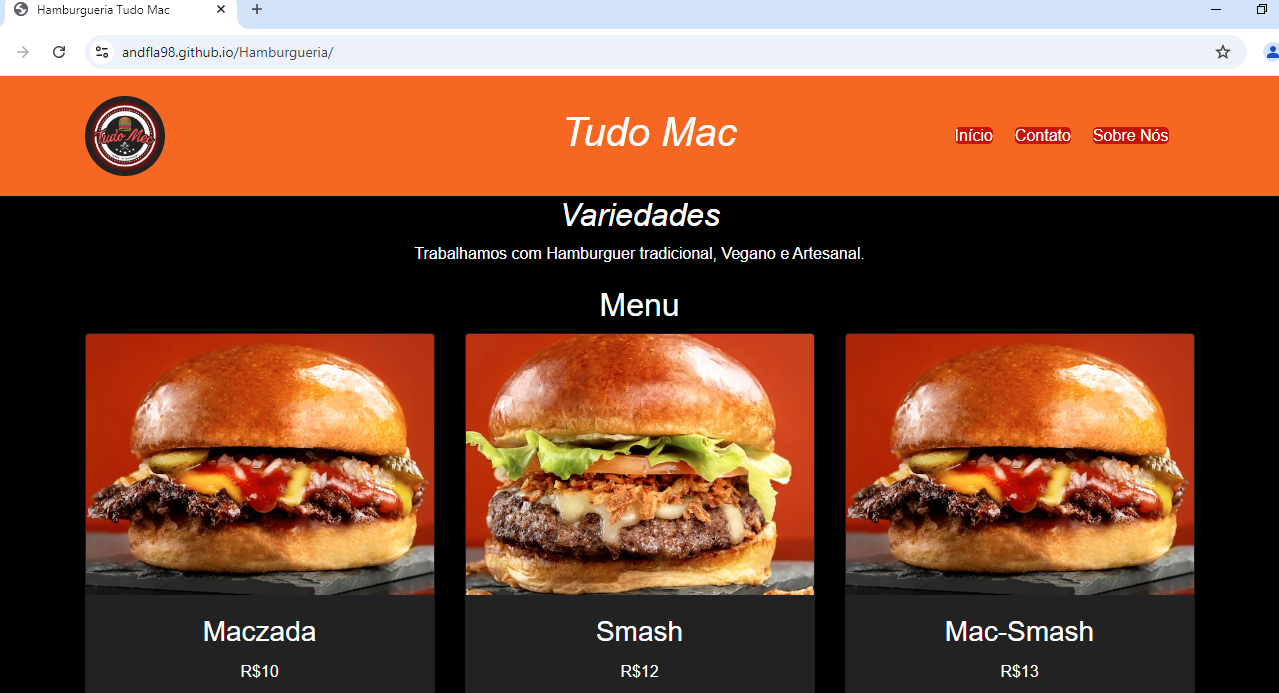 Hamburgueria Tudo Mac
andfla98.github.io/Hamburgueria/
Tudo Mec
Tudo Mac
Início Contato Sobre Nós
Variedades
Trabalhamos com Hamburguer tradicional, Vegano e Artesanal.
Menu
Maczada
R$10
Smash
R$12
Mac-Smash
R$13